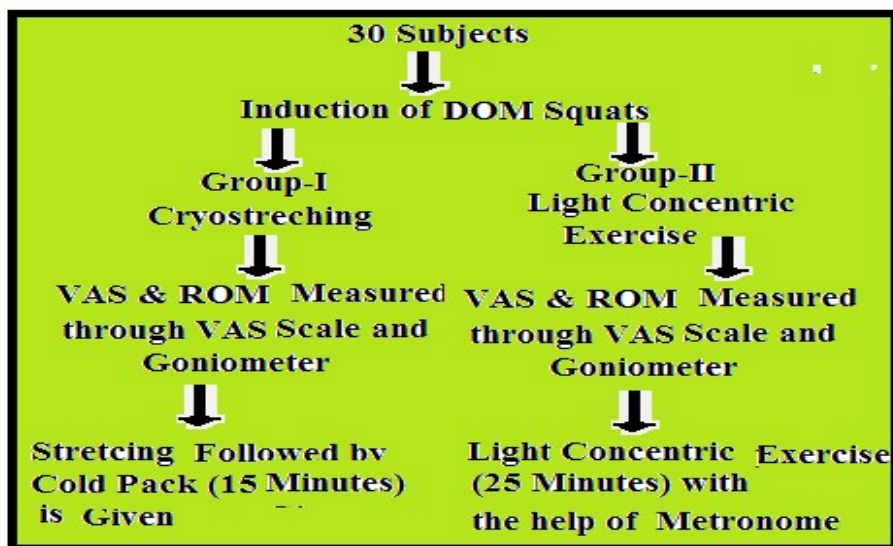 30 Subjects
Induction of DOM Squats
Group-I
Cryostreching
Group-II
Light Concentric
Exercise
VAS & ROM Measured
through VAS Scale and
Goniometer
VAS & ROM Measured
through VAS Scale and
Goniometer
Stretcing Followed by
Cold Pack (15 Minutes)
is Given
Light Concentric Exercise
(25 Minutes) with
the help of Metronome